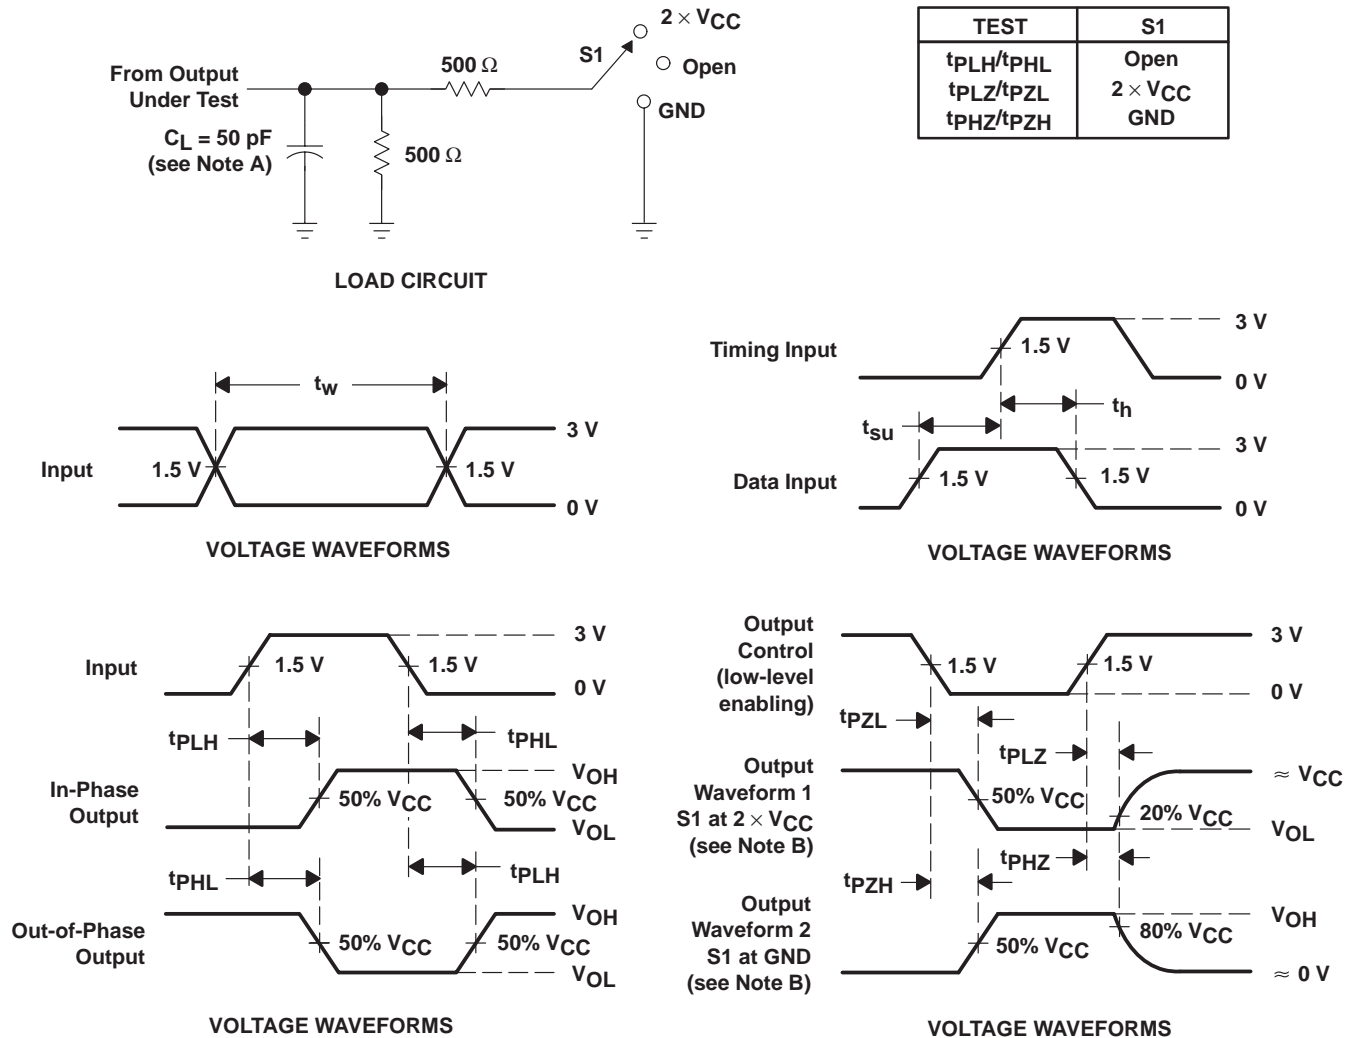 2 × VCC
S1
Open
GND
500 Ω
From Output
Under Test
CL = 50 pF
(see Note A)
500 Ω
LOAD CIRCUIT
TEST S1
tPLH/tPHL Open
tPLZ/tPZL 2 × VCC
tPHZ/tPZH GND
tw
3 V
Input 1.5 V 1.5 V
0 V
VOLTAGE WAVEFORMS
3 V
Timing Input 1.5 V
0 V
th
tsu
3 V
Data Input 1.5 V 1.5 V
0 V
VOLTAGE WAVEFORMS
3 V
Input 1.5 V 1.5 V
0 V
tPLH tPHL
VOH
In-Phase
Output
50% VCC 50% VCC
VOL
tPHL tPLH
VOH
Out-of-Phase
Output
50% VCC 50% VCC
VOL
VOLTAGE WAVEFORMS
Output
Control
(low-level
enabling)
3 V
1.5 V 1.5 V
0 V
tPZL
tPLZ
Output
Waveform 1
S1 at 2 × VCC
(see Note B)
≈ VCC
50% VCC 20% VCC
VOL
tPHZ
tPZH
Output
Waveform 2
S1 at GND
(see Note B)
VOH
50% VCC 80% VCC
≈ 0 V
VOLTAGE WAVEFORMS